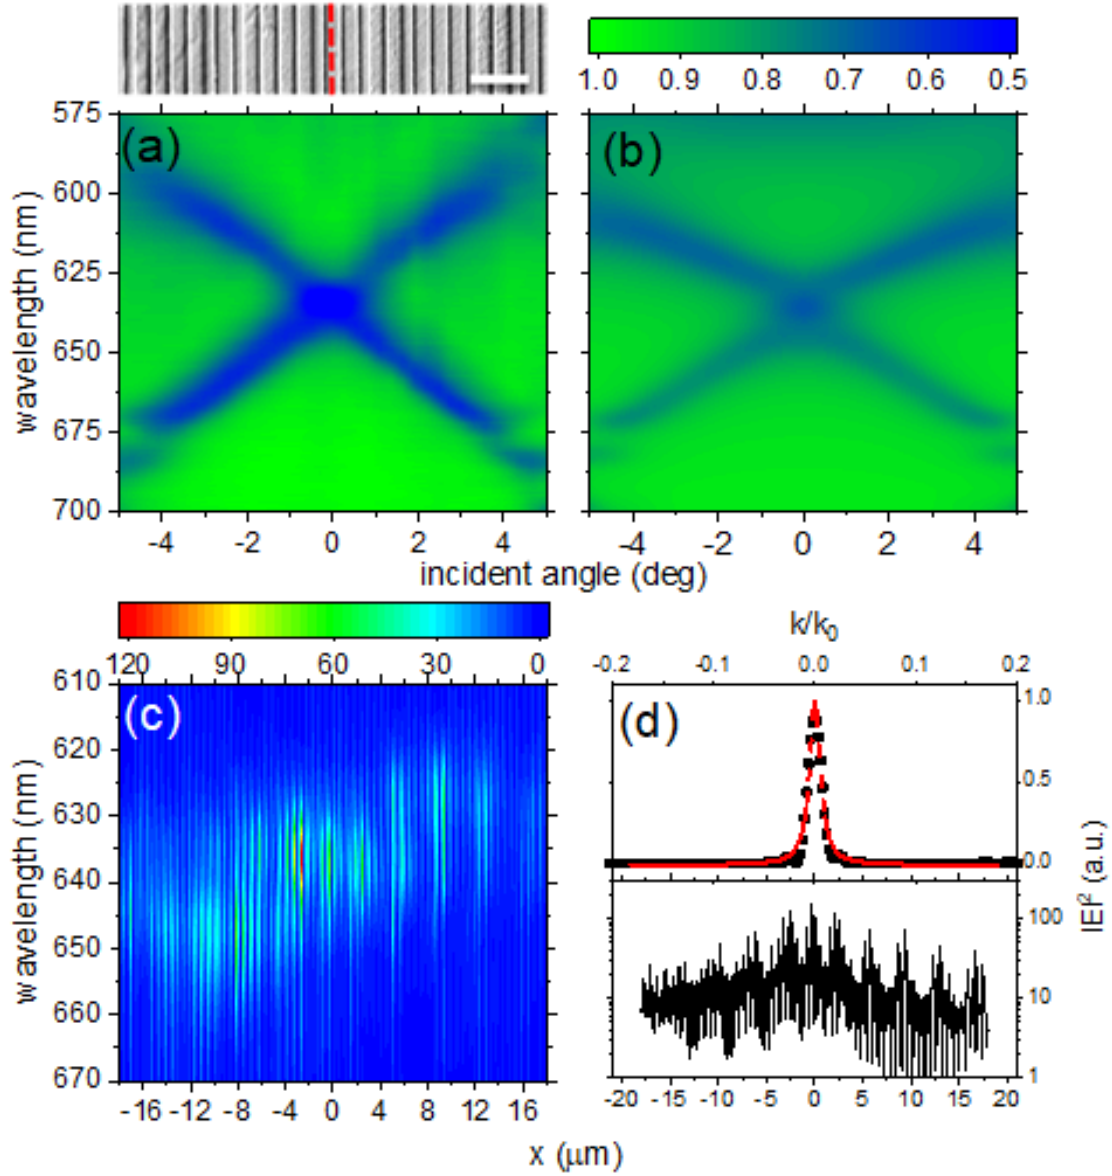 1.0 0.9 0.8 0.7 0.6 0.5
(a)
575
600
625
650
675
700
wavelength (nm)
-4 -2 0 2 4
(b)
-4 -2 0 2 4
incident angle (deg)
120 90 60 30 0
(c)
610
620
630
640
650
660
670
wavelength (nm)
-16 -12 -8 -4 0 4 8 12 16
k/k0
-0.2 -0.1 0.0 0.1 0.2
(d)
1.0
0.5
0.0
100
10
1
|E|² (a.u.)
-20 -15 -10 -5 0 5 10 15 20
x (μm)